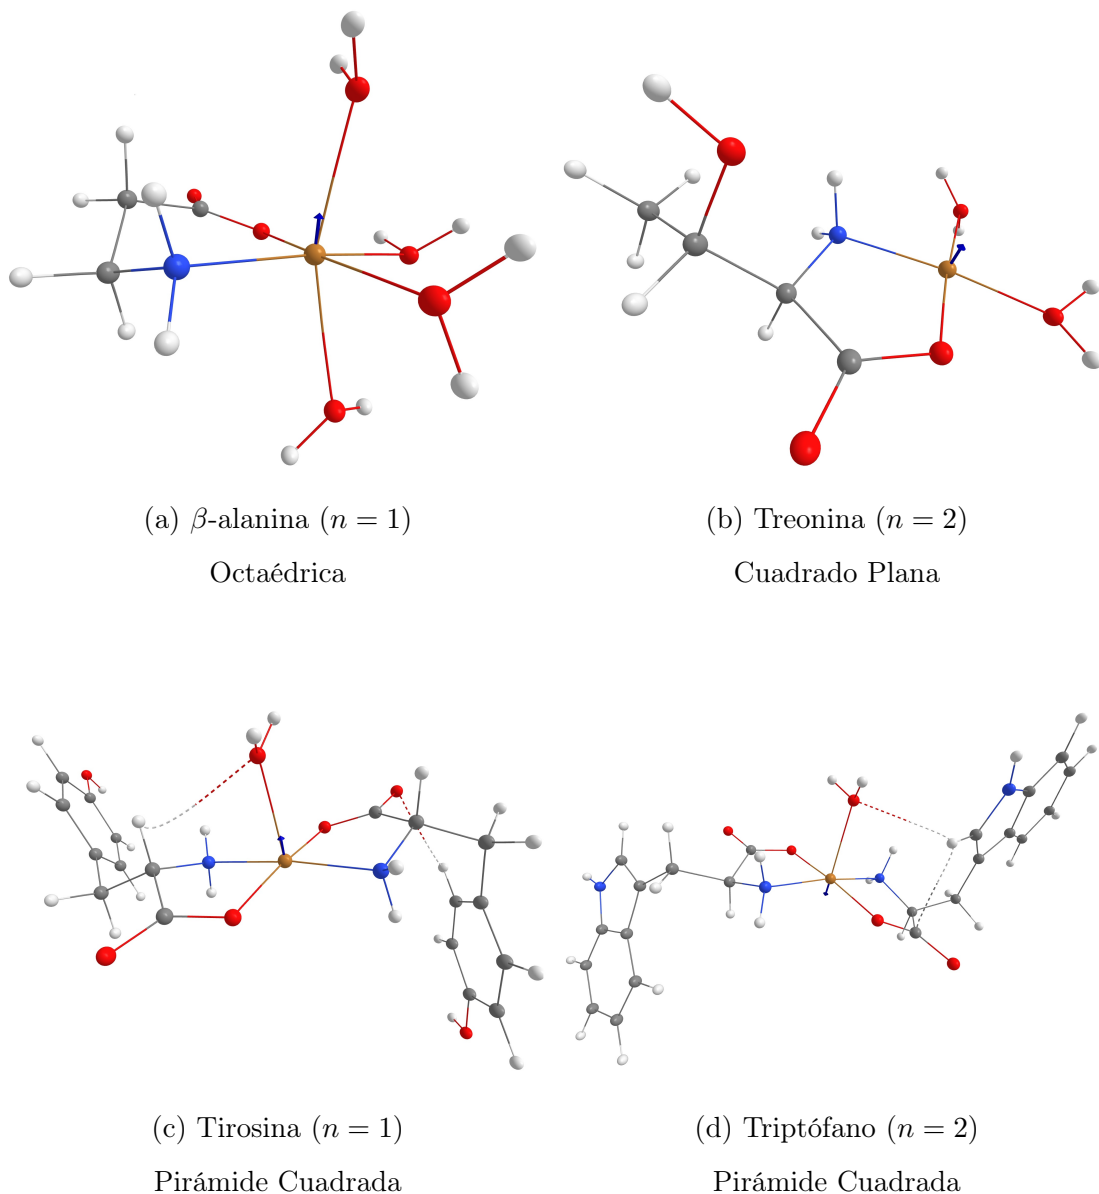 (a) β-alanina (n = 1)
Octaédrica
(b) Treonina (n = 2)
Cuadrado Plana
(c) Tirosina (n = 1)
Pirámide Cuadrada
(d) Triptófano (n = 2)
Pirámide Cuadrada